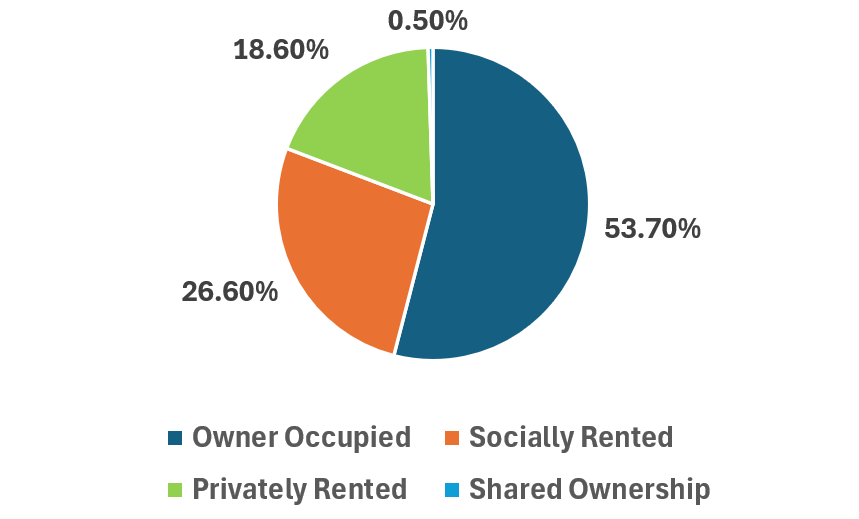 0.50%
18.60%
53.70%
26.60%
Owner Occupied
Socially Rented
Privately Rented
Shared Ownership